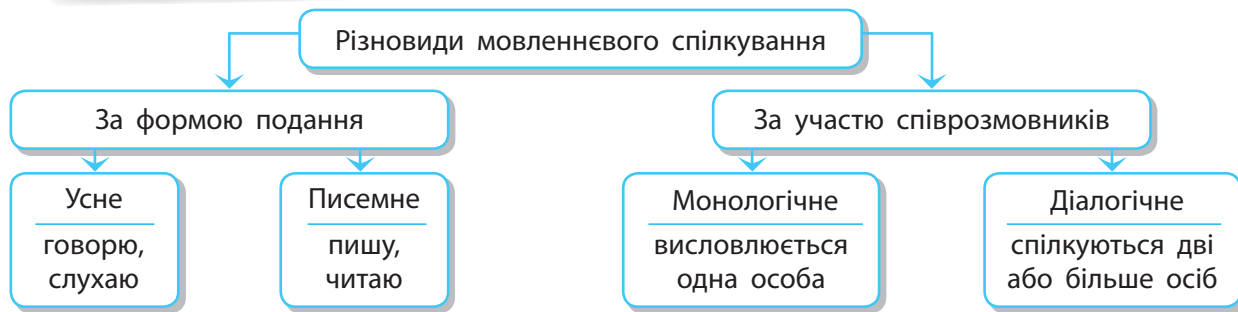 Різновиди мовленнєвого спілкування
За формою подання
За участю співрозмовників
Усне
говорю,
слухаю
Писемне
пишу,
читаю
Монологічне
висловлюється
одна особа
Діалогічне
спілкуються дві
або більше осіб